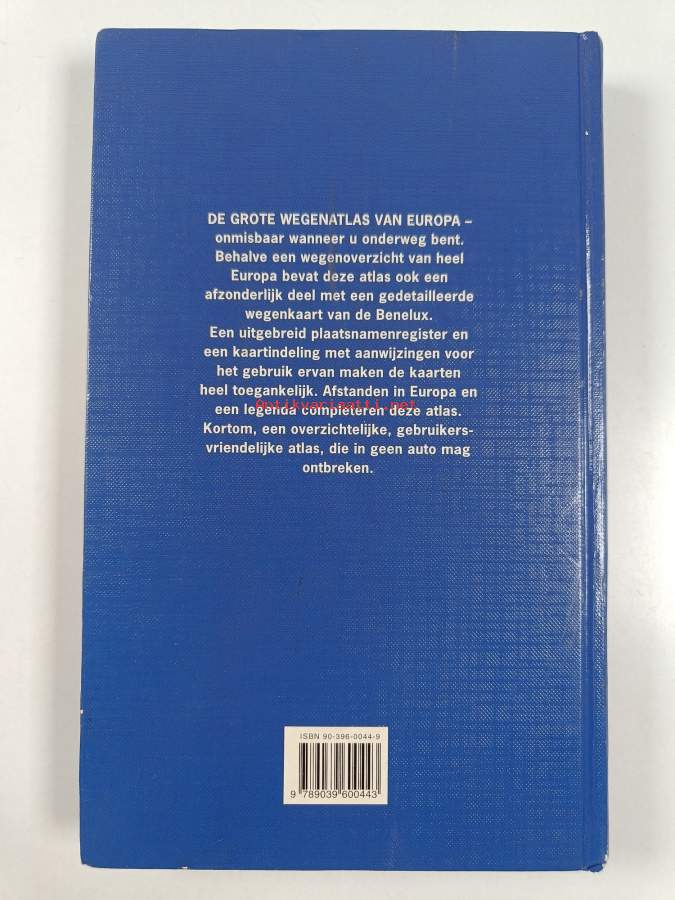 DE GROTE WEGENATLAS VAN EUROPA –
onmisbaar wanneer u onderweg bent.
Behalve een wegenoverzicht van heel
Europa bevat deze atlas ook een
afzonderlijk deel met een gedetailleerde
wegenkaart van de Benelux.
Een uitgebreid plaatsnamenregister en
een kaartindeling met aanwijzingen voor
het gebruik ervan maken de kaarten
heel toegankelijk. Afstanden in Europa en
Antikvariaatti.net
een legenda completeren deze atlas.
Kortom, een overzichtelijke, gebruikers-
vriendelijke atlas, die in geen auto mag
ontbreken.
ISBN 90-396-0044-9
9 789039 600443